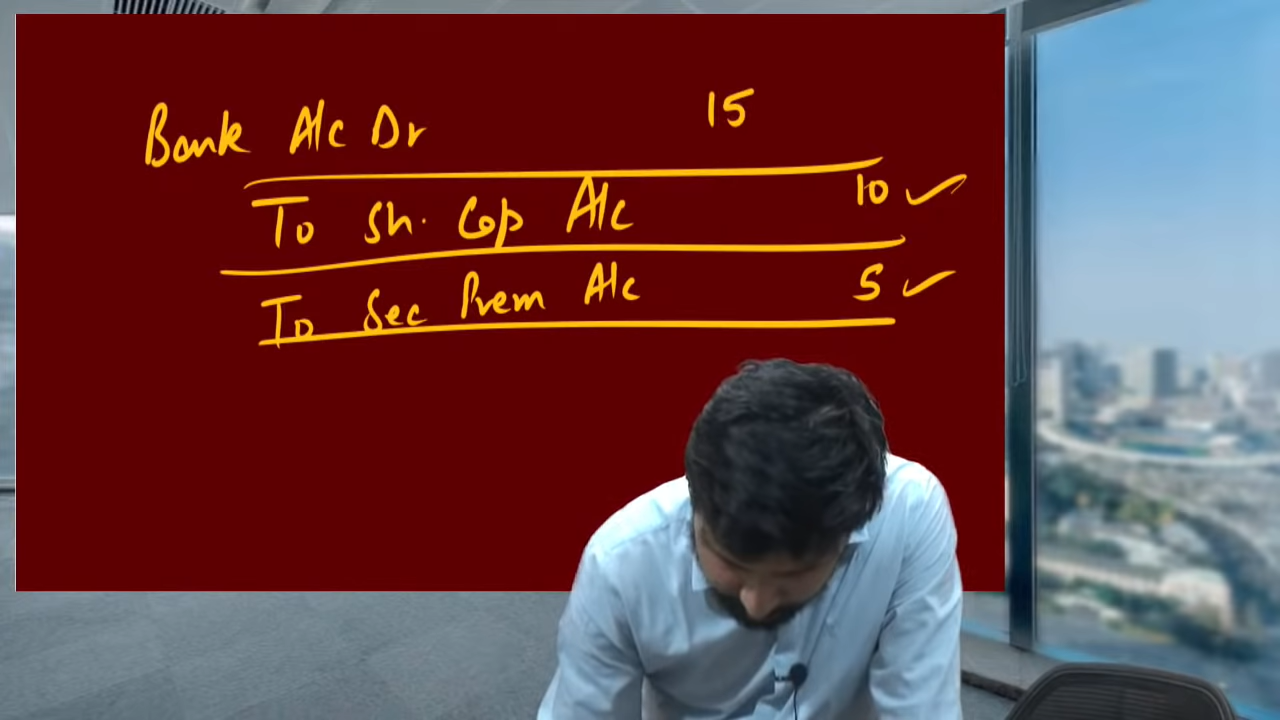 Bank A/c Dr 15
To Sh. Cap A/c 10 ✓
To Sec Prem A/c 5 ✓